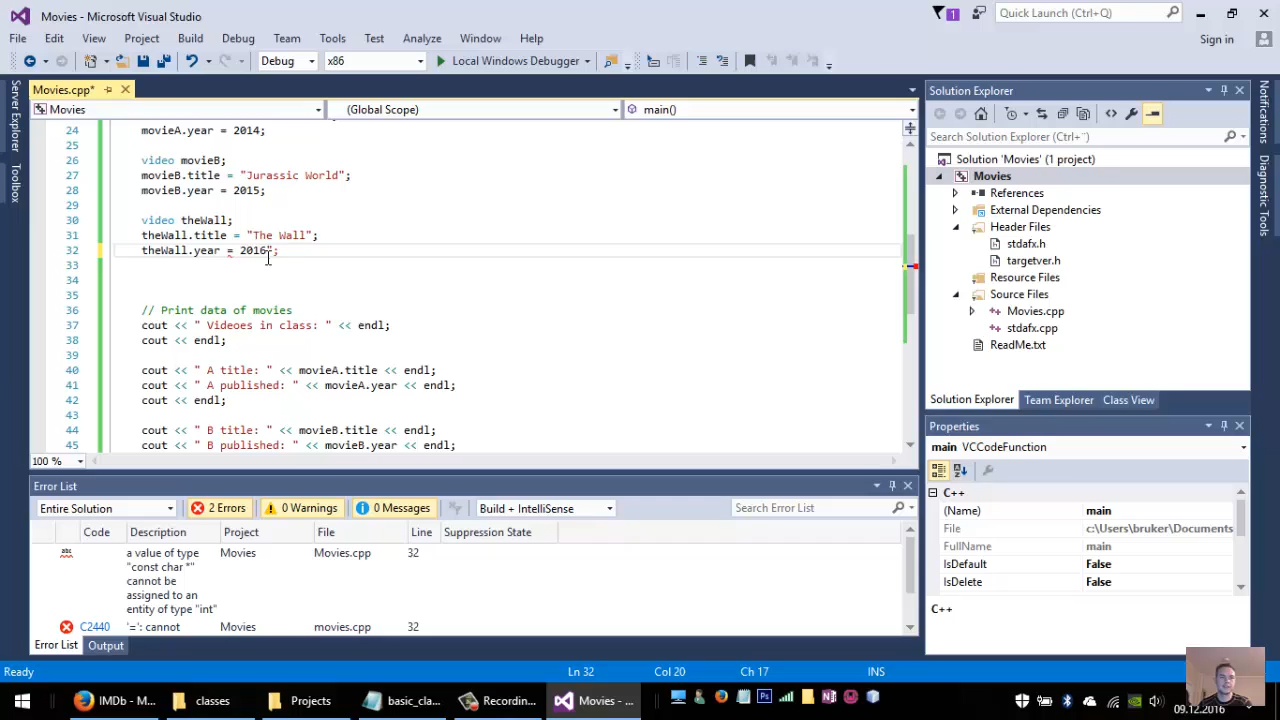 Movies - Microsoft Visual Studio
1
Quick Launch (Ctrl+Q)
File Edit View Project Build Debug Team Tools Test Analyze Window Help
Sign in
Debug x86 Local Windows Debugger
Server Explorer
Toolbox
Movies.cpp*
Movies (Global Scope) main()
24 movieA.year = 2014;
25
26 video movieB;
27 movieB.title = "Jurassic World";
28 movieB.year = 2015;
29
30 video theWall;
31 theWall.title = "The Wall";
32 theWall.year = 2016";
33
34
35
36 // Print data of movies
37 cout << " Videoes in class: " << endl;
38 cout << endl;
39
40 cout << " A title: " << movieA.title << endl;
41 cout << " A published: " << movieA.year << endl;
42 cout << endl;
43
44 cout << " B title: " << movieB.title << endl;
45 cout << " B published: " << movieB.year << endl;
100 %
Error List
Entire Solution 2 Errors 0 Warnings 0 Messages Build + IntelliSense Search Error List
Code Description Project File Line Suppression State
abc a value of type "const char *" cannot be assigned to an entity of type "int" Movies Movies.cpp 32
C2440 '=': cannot Movies movies.cpp 32
Error List Output
Solution Explorer
Search Solution Explorer (Ctrl+¨)
Solution 'Movies' (1 project)
Movies
References
External Dependencies
Header Files
stdafx.h
targetver.h
Resource Files
Source Files
Movies.cpp
stdafx.cpp
ReadMe.txt
Solution Explorer Team Explorer Class View
Properties
main VCCodeFunction
C++
(Name) main
File c:\Users\bruker\Documents
FullName main
IsDefault False
IsDelete False
C++
Notifications
Diagnostic Tools
Ready Ln 32 Col 20 Ch 17 INS
IMDb - M... classes Projects basic_cla... Recordin... Movies - ...
09.12.2016